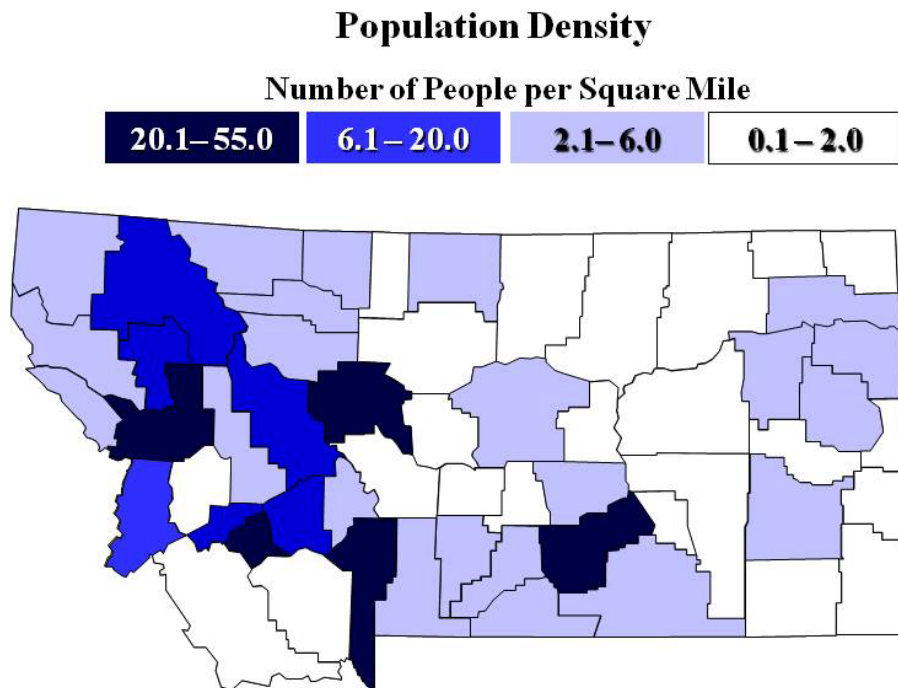 Population Density
Number of People per Square Mile
20.1– 55.0 6.1 – 20.0 2.1– 6.0 0.1 – 2.0